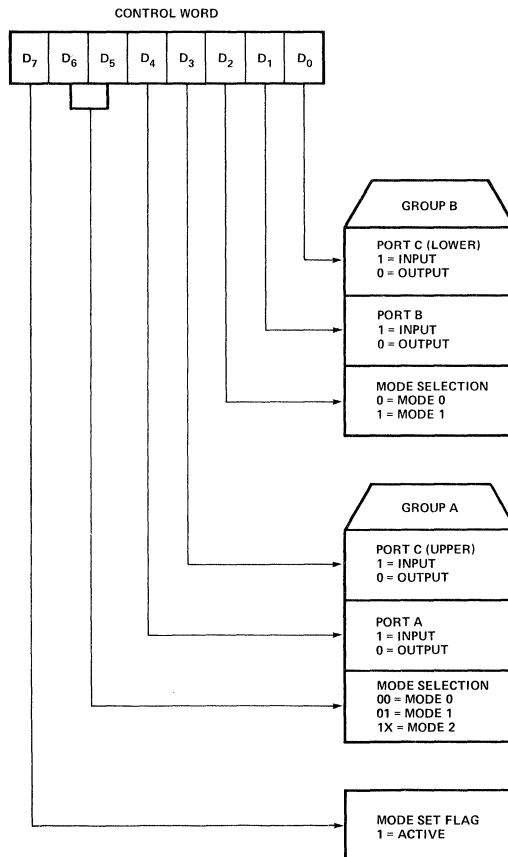 CONTROL WORD
D7 D6 D5 D4 D3 D2 D1 D0
GROUP B
PORT C (LOWER)
1 = INPUT
0 = OUTPUT
PORT B
1 = INPUT
0 = OUTPUT
MODE SELECTION
0 = MODE 0
1 = MODE 1
GROUP A
PORT C (UPPER)
1 = INPUT
0 = OUTPUT
PORT A
1 = INPUT
0 = OUTPUT
MODE SELECTION
00 = MODE 0
01 = MODE 1
1X = MODE 2
MODE SET FLAG
1 = ACTIVE